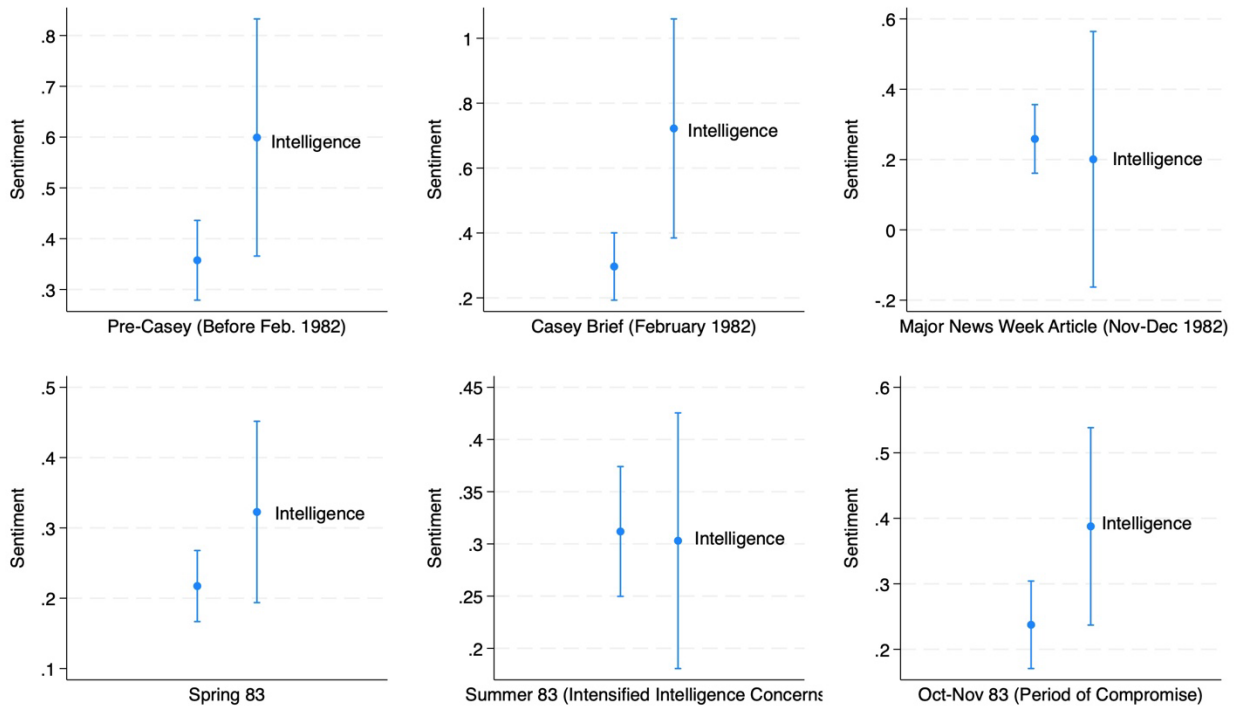 .8
.7
.6
.5
.4
.3
Sentiment
Intelligence
Pre-Casey (Before Feb. 1982)
1
.8
.6
.4
.2
Sentiment
Intelligence
Casey Brief (February 1982)
.6
.4
.2
0
-.2
Sentiment
Intelligence
Major News Week Article (Nov-Dec 1982)
.5
.4
.3
.2
.1
Sentiment
Intelligence
Spring 83
.45
.4
.35
.3
.25
.2
Sentiment
Intelligence
Summer 83 (Intensified Intelligence Concerns
.6
.5
.4
.3
.2
Sentiment
Intelligence
Oct-Nov 83 (Period of Compromise)